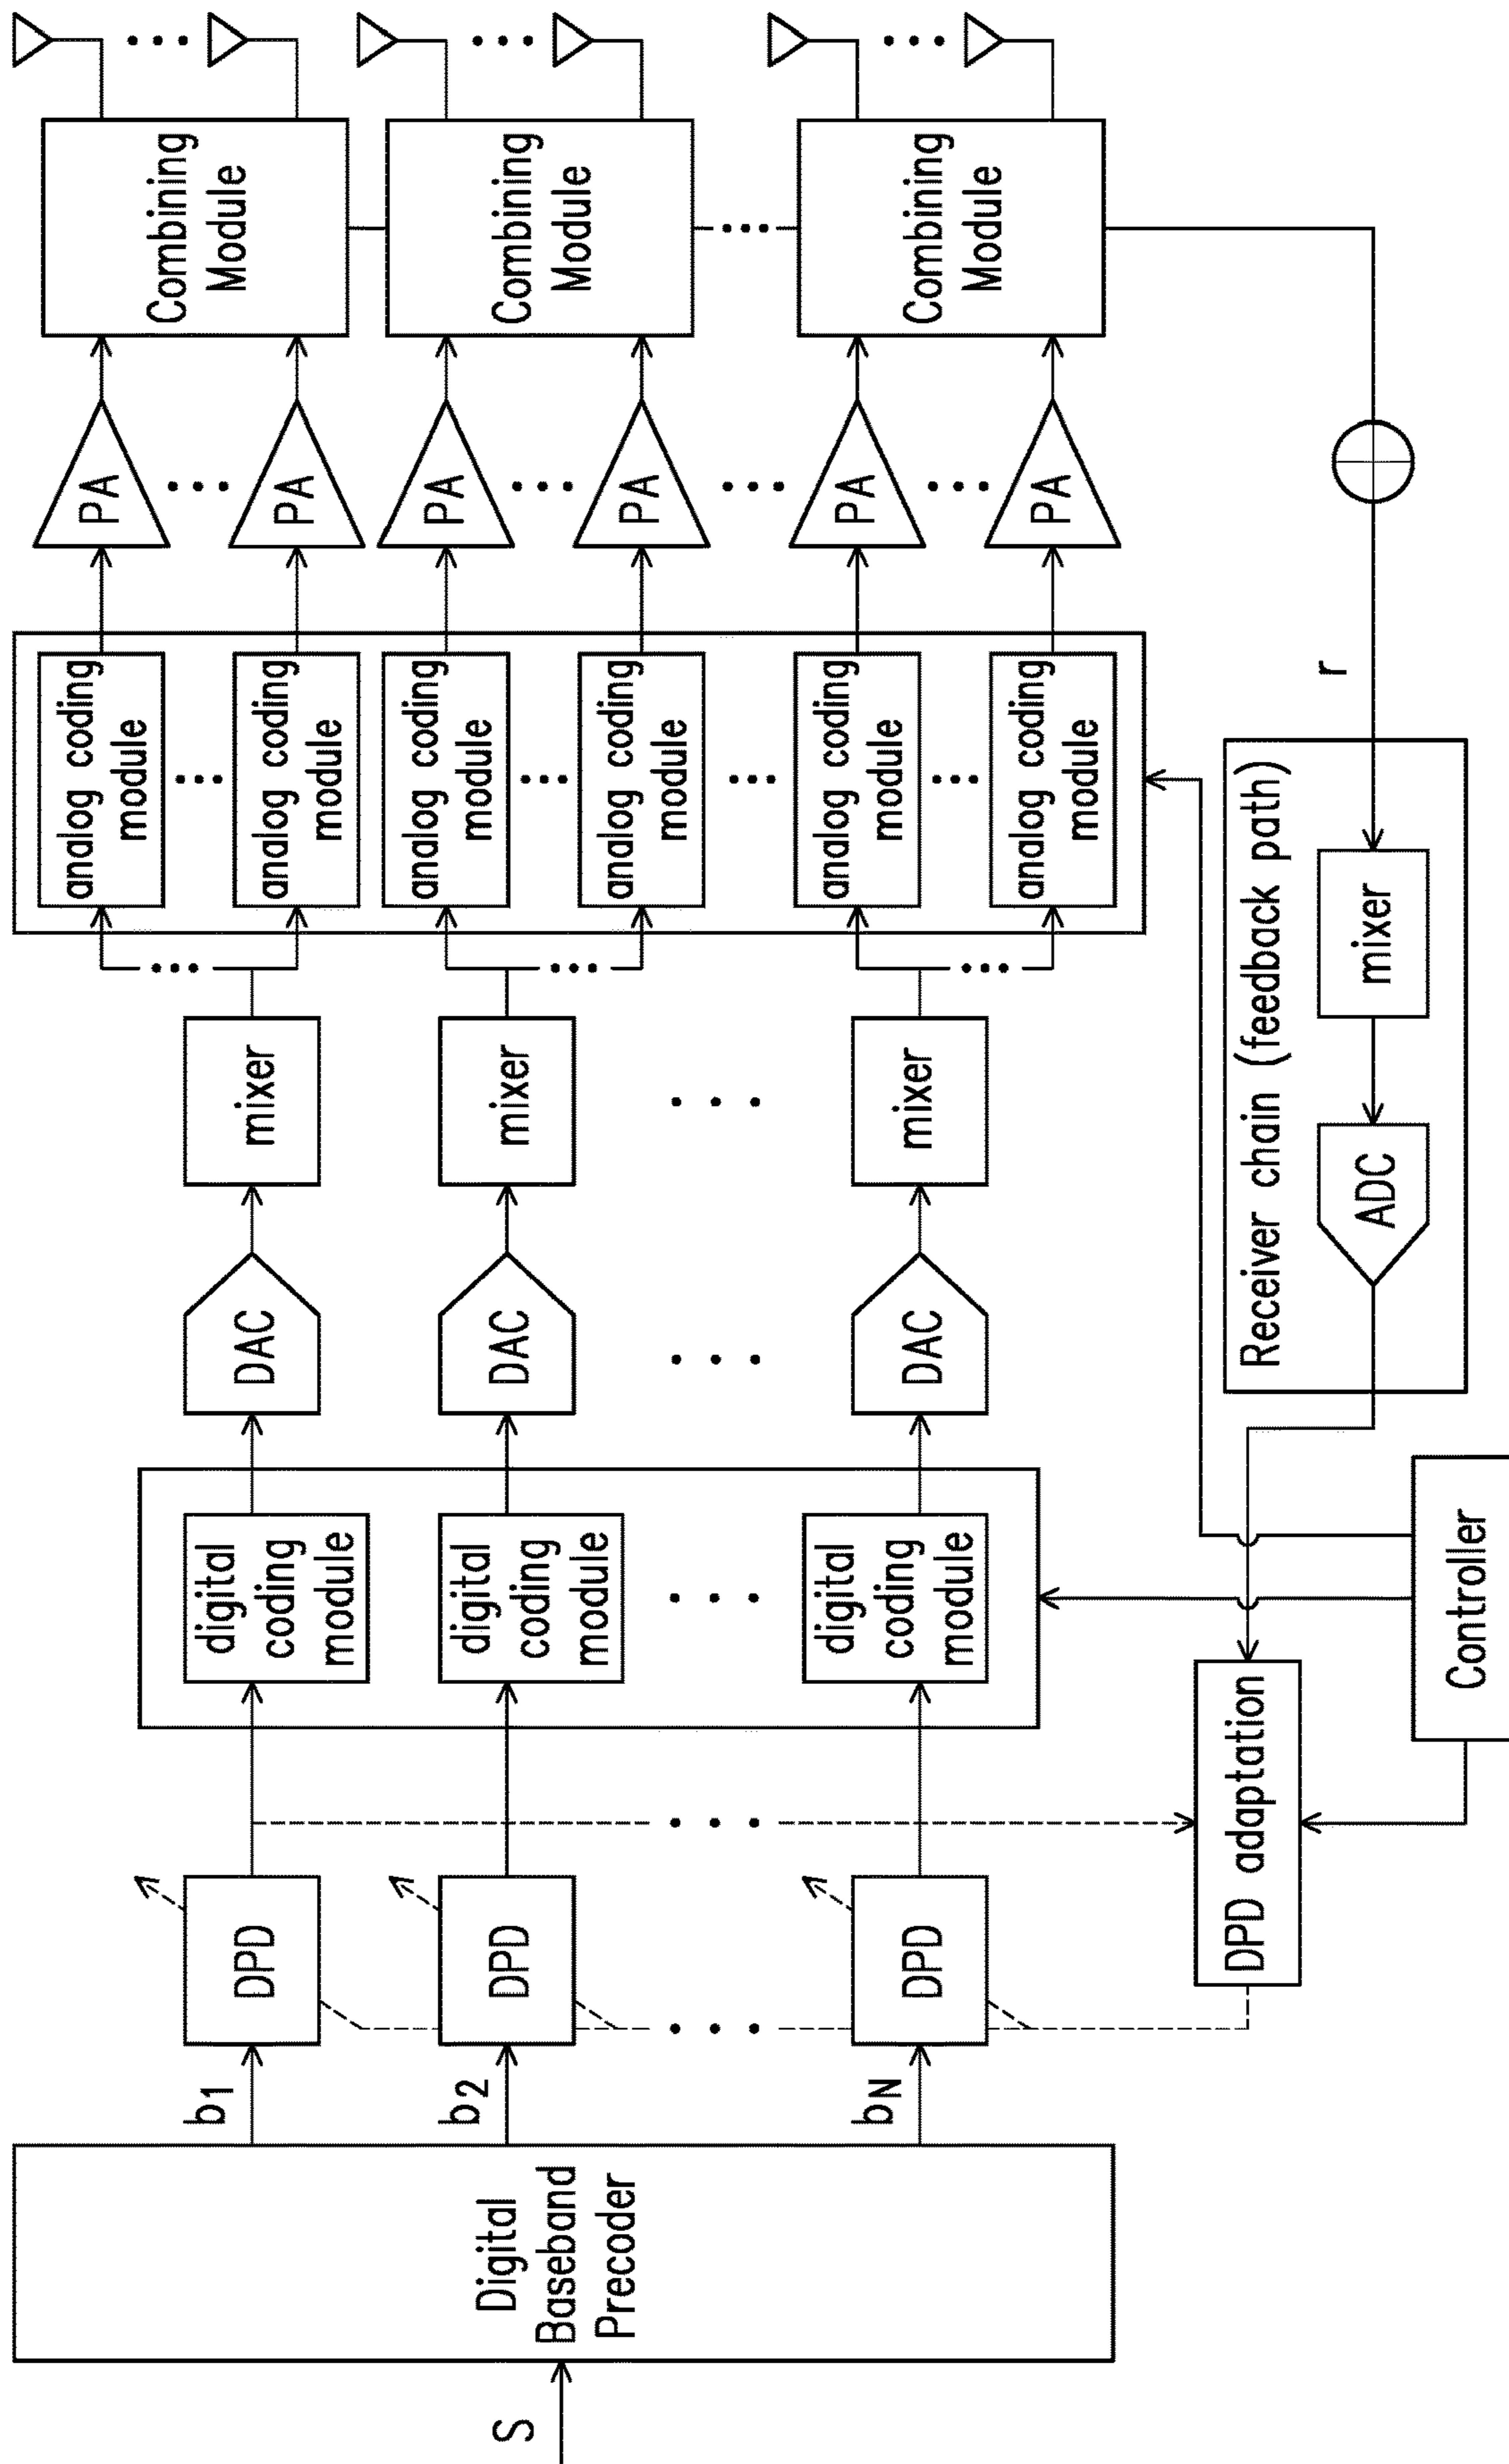 S
Digital
Baseband
Precoder
b1
b2
bN
DPD
DPD
DPD
DPD adaptation
digital
coding
module
digital
coding
module
digital
coding
module
Controller
DAC
DAC
DAC
mixer
mixer
mixer
analog coding
module
analog coding
module
analog coding
module
analog coding
module
analog coding
module
analog coding
module
PA
PA
PA
PA
PA
PA
Combining
Module
Combining
Module
Combining
Module
Receiver chain (feedback path)
ADC
mixer
r